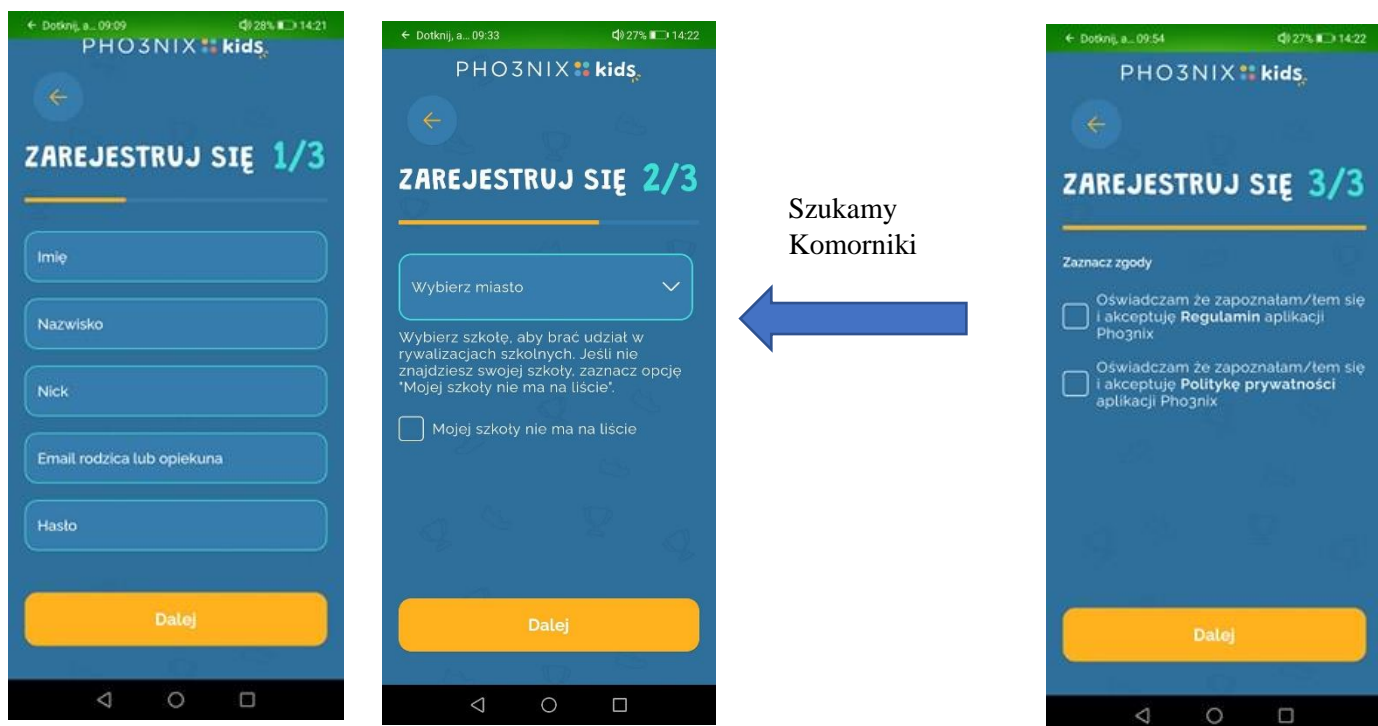 ← Dotknij, a... 09:09 28% 14:21
PHO3NIX kids
←
ZAREJESTRUJ SIĘ 1/3
Imię
Nazwisko
Nick
Email rodzica lub opiekuna
Hasło
Dalej
← Dotknij, a... 09:33 27% 14:22
PHO3NIX kids
←
ZAREJESTRUJ SIĘ 2/3
Wybierz miasto
Wybierz szkołę, aby brać udział w
rywalizacjach szkolnych. Jeśli nie
znajdziesz swojej szkoły, zaznacz opcję
"Mojej szkoły nie ma na liście".
Mojej szkoły nie ma na liście
Dalej
Szukamy
Komorniki
← Dotknij, a... 09:54 27% 14:22
PHO3NIX kids
←
ZAREJESTRUJ SIĘ 3/3
Zaznacz zgody
Oświadczam że zapoznałam/łem się
i akceptuję Regulamin aplikacji
Pho3nix
Oświadczam że zapoznałam/łem się
i akceptuję Politykę prywatności
aplikacji Pho3nix
Dalej